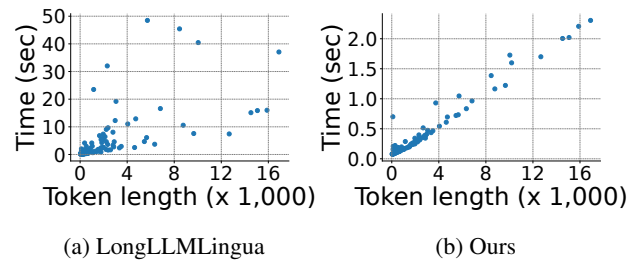 50
40
30
20
10
0
Time (sec)
0 4 8 12 16
Token length (x 1,000)
(a) LongLLMLingua
2.0
1.5
1.0
0.5
0.0
Time (sec)
0 4 8 12 16
Token length (x 1,000)
(b) Ours